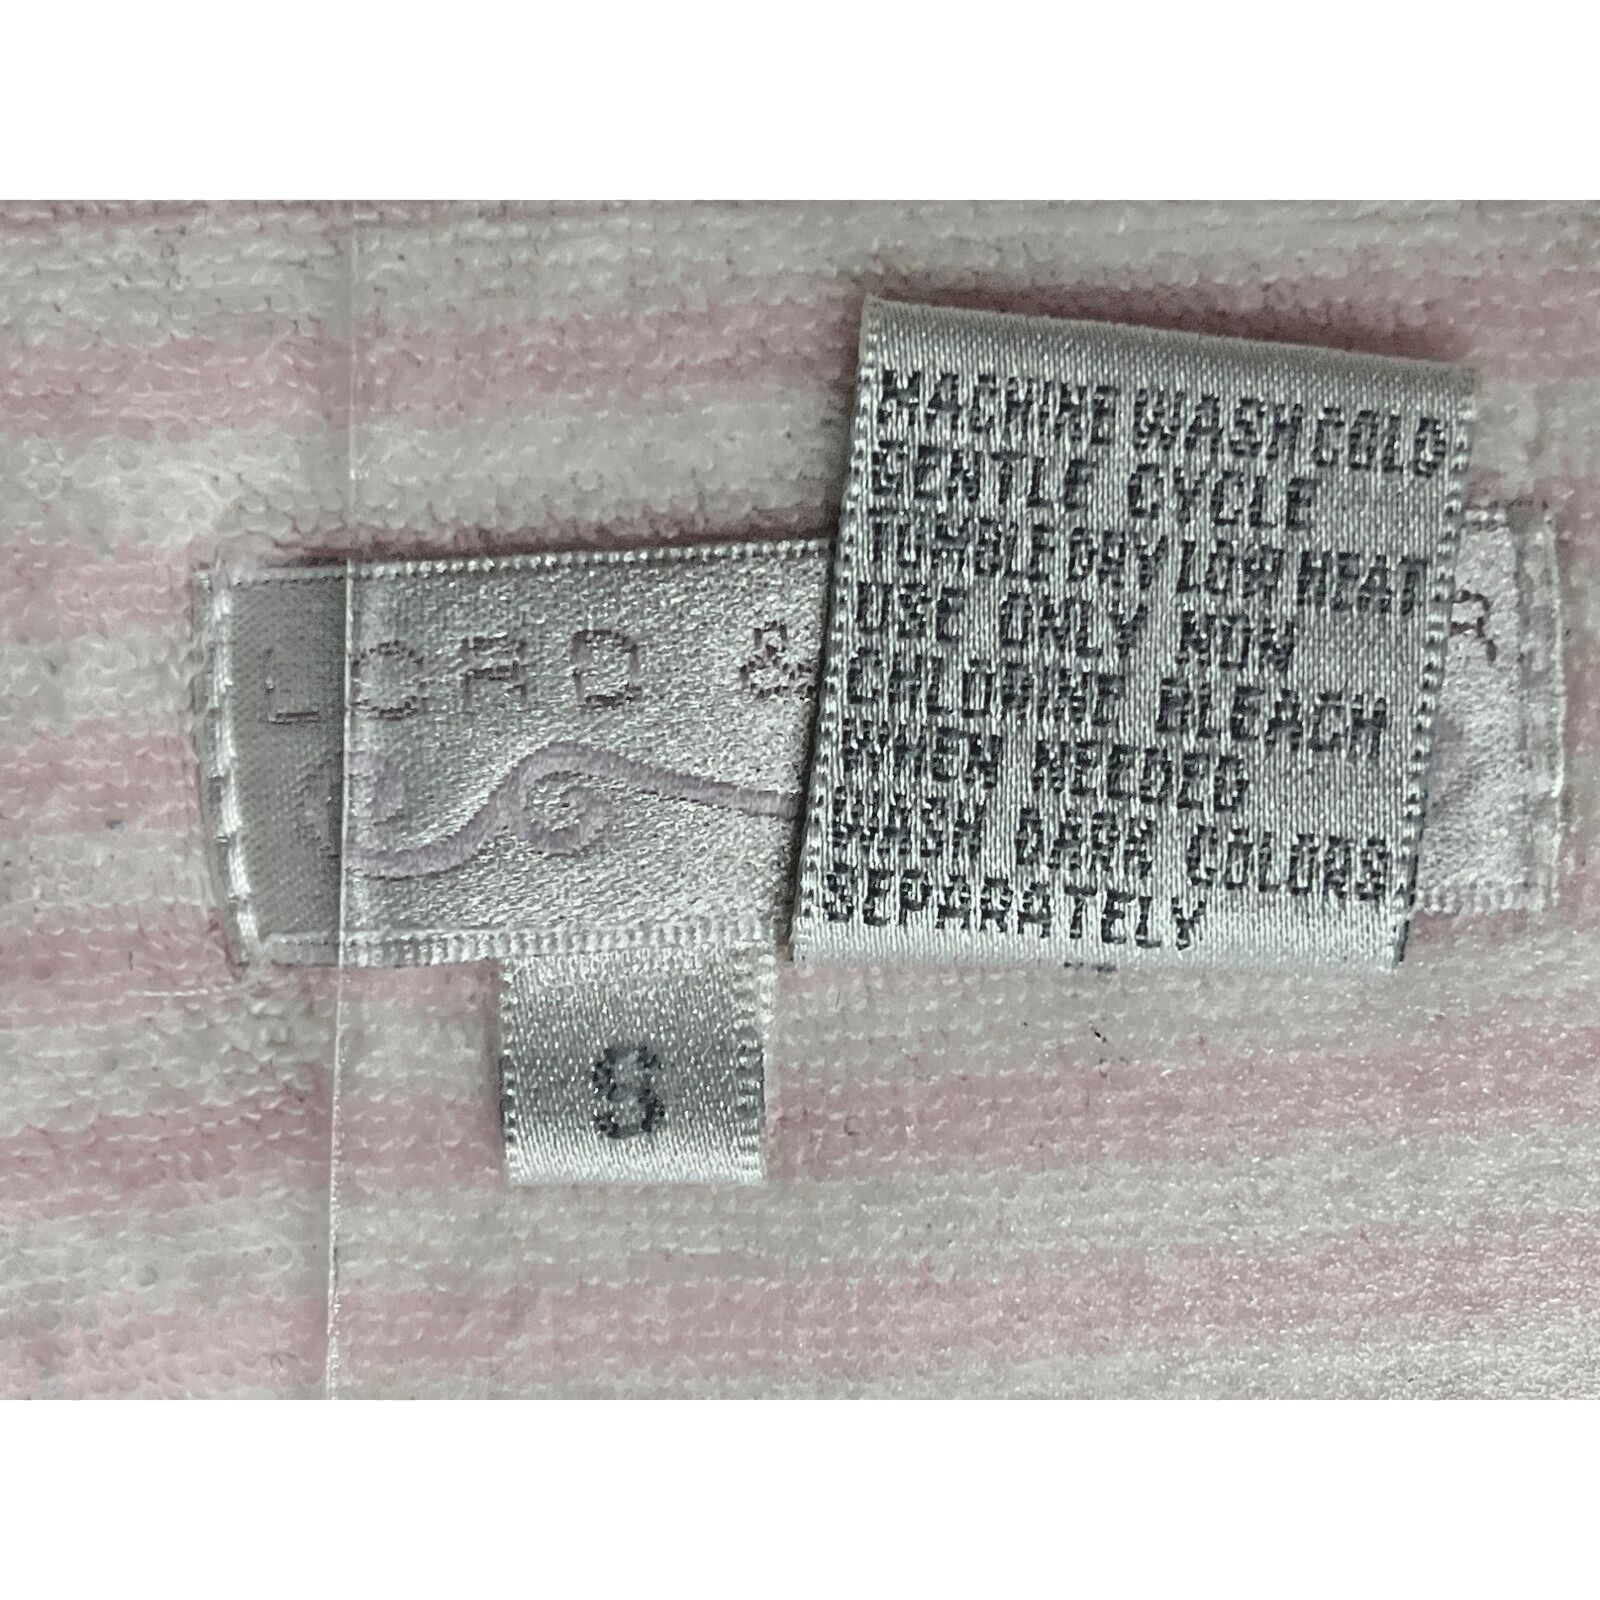 LORD &
R
MACHINE WASH COLD
GENTLE CYCLE
TUMBLE DRY LOW HEAT
USE ONLY NON
CHLORINE BLEACH
WHEN NEEDED
WASH DARK COLORS
SEPARATELY
S